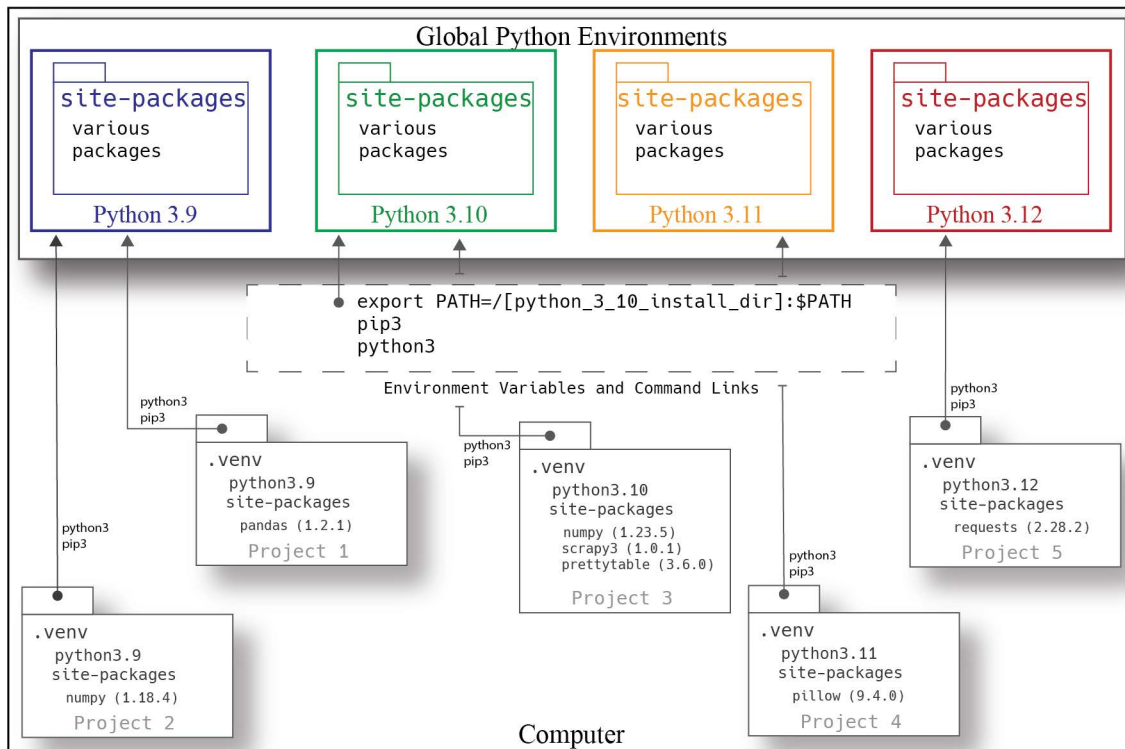 Global Python Environments
site-packages
various
packages
Python 3.9
site-packages
various
packages
Python 3.10
site-packages
various
packages
Python 3.11
site-packages
various
packages
Python 3.12
export PATH=/[python_3_10_install_dir]:$PATH
pip3
python3
Environment Variables and Command Links
python3
pip3
.venv
python3.9
site-packages
pandas (1.2.1)
Project 1
python3
pip3
.venv
python3.9
site-packages
numpy (1.18.4)
Project 2
python3
pip3
.venv
python3.10
site-packages
numpy (1.23.5)
scrapy3 (1.0.1)
prettytable (3.6.0)
Project 3
python3
pip3
.venv
python3.11
site-packages
pillow (9.4.0)
Project 4
python3
pip3
.venv
python3.12
site-packages
requests (2.28.2)
Project 5
Computer